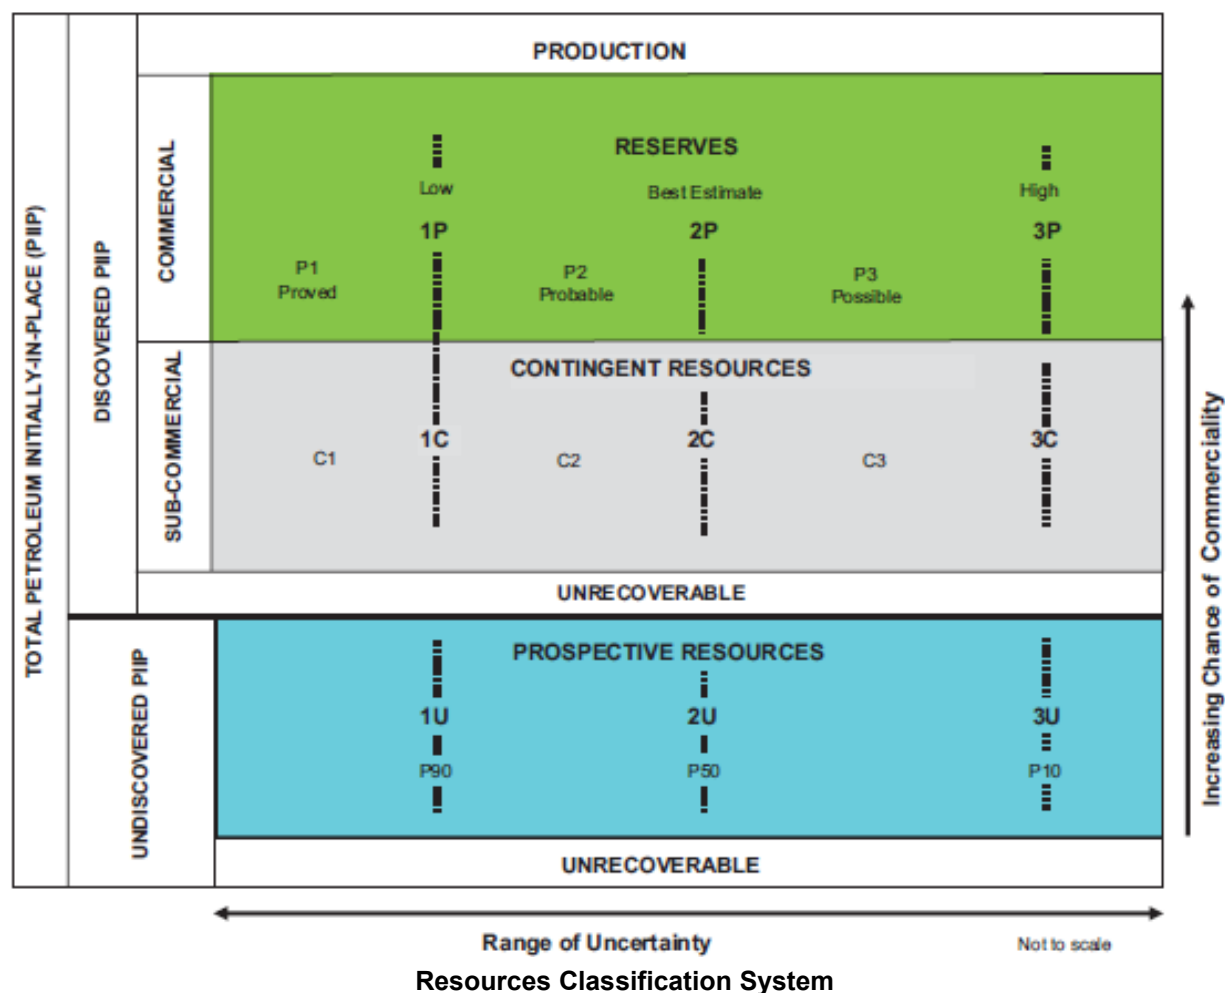 TOTAL PETROLEUM INITIALLY-IN-PLACE (PIIP)
DISCOVERED PIIP
UNDISCOVERED PIIP
COMMERCIAL
SUB-COMMERCIAL
PRODUCTION
RESERVES
Low Best Estimate High
1P 2P 3P
P1 P2 P3
Proved Probable Possible
CONTINGENT RESOURCES
1C 2C 3C
C1 C2 C3
UNRECOVERABLE
PROSPECTIVE RESOURCES
1U 2U 3U
P90 P50 P10
UNRECOVERABLE
Increasing Chance of Commerciality
Range of Uncertainty Not to scale
Resources Classification System